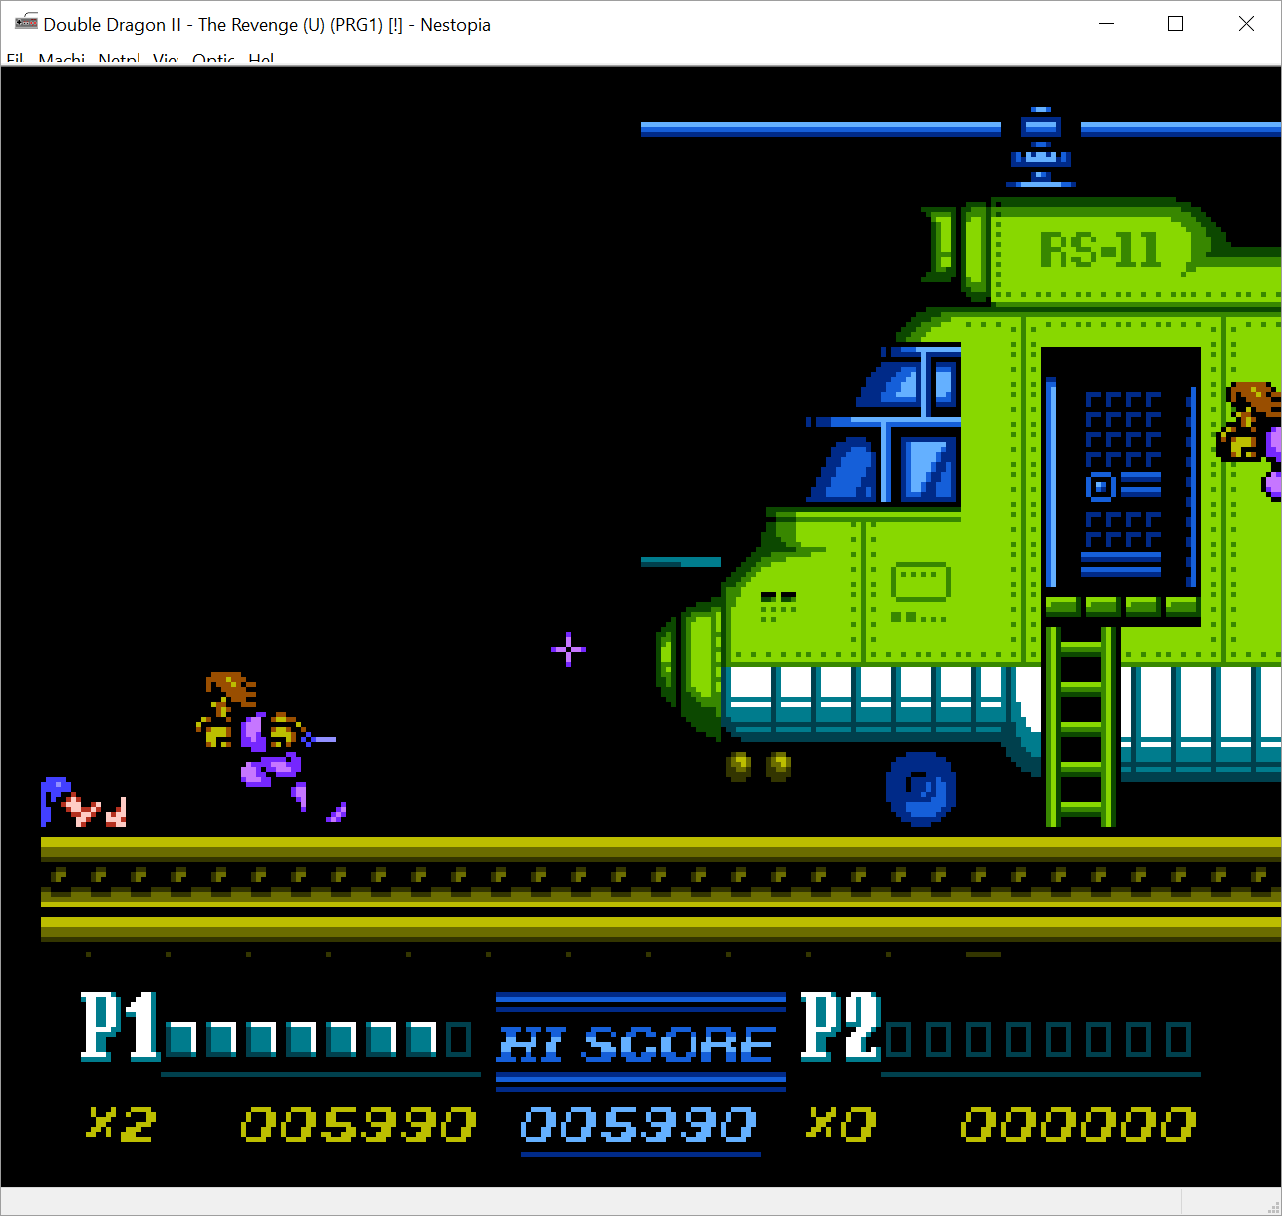 Double Dragon II - The Revenge (U) (PRG1) [!] - Nestopia
RS-11
P1 HI SCORE P2
X2 005990 005990 X0 000000